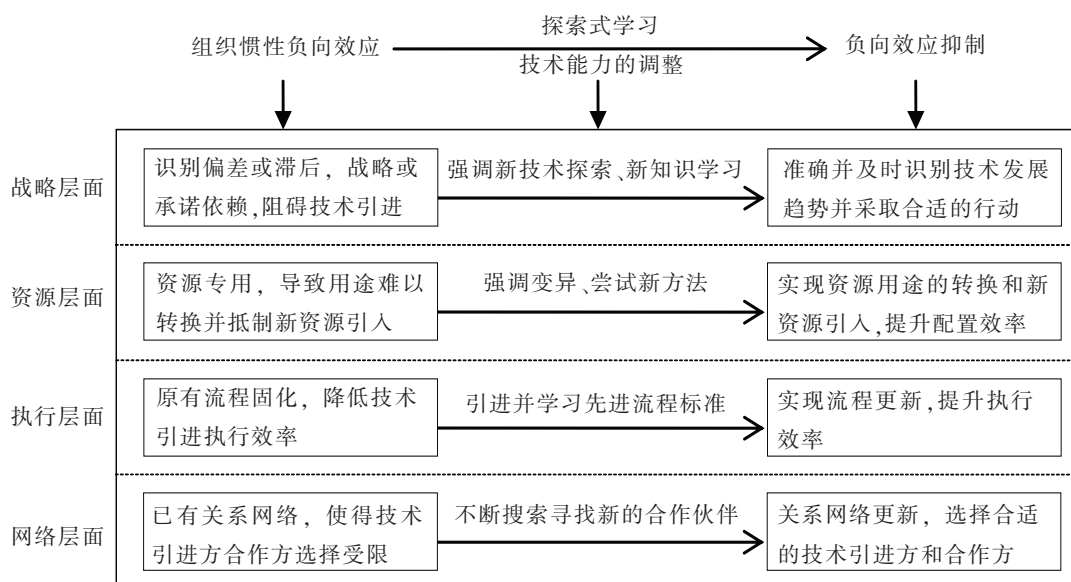 组织惯性负向效应
探索式学习
技术能力的调整
负向效应抑制
战略层面
识别偏差或滞后，战略或
承诺依赖,阻碍技术引进
强调新技术探索、新知识学习
准确并及时识别技术发展
趋势并采取合适的行动
资源层面
资源专用，导致用途难以
转换并抵制新资源引入
强调变异、尝试新方法
实现资源用途的转换和新
资源引入,提升配置效率
执行层面
原有流程固化，降低技术
引进执行效率
引进并学习先进流程标准
实现流程更新,提升执行
效率
网络层面
已有关系网络，使得技术
引进方合作方选择受限
不断搜索寻找新的合作伙伴
关系网络更新，选择合适
的技术引进方和合作方